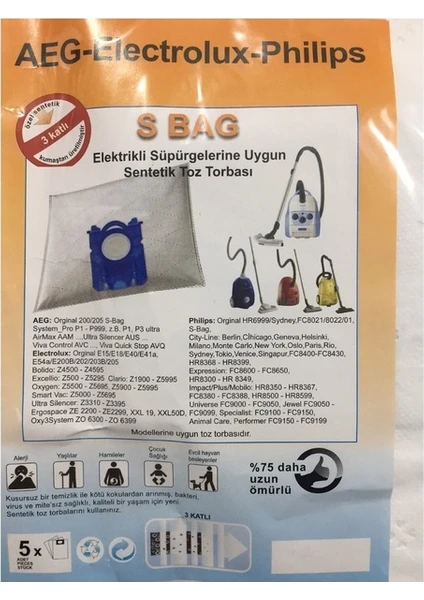 AEG-Electrolux-Philips
özel sentetik
3 katlı
kumaştan üretilmiştir
S BAG
Elektrikli Süpürgelerine Uygun
Sentetik Toz Torbası
AEG: Orginal 200/205 S-Bag
System_Pro P1 - P999, z.B. P1, P3 ultra
AirMax AAM ...Ultra Silencer AUS ...
Viva Control AVC ... Viva Quick Stop AVQ
Electrolux: Orginal E15/E18/E40/E41a,
E54a/E200B/202/203B/205
Bolido: Z4500 - Z4595
Excellio: Z500 - Z5295 Clario: Z1900 - Z5995
Oxygen: Z5500 - Z5695, Z5900 - Z5995
Smart Vac: Z5000 - Z5695
Ultra Silencer: Z3310 - Z3395
Ergospace ZE 2200 - ZE2299, XXL 19, XXL50D,
Oxy3System ZO 6300 - ZO 6399
Philips: Orginal HR6999/Sydney,FC8021/8022/01,
S-Bag,
City-Line: Berlin,Clhicago,Geneva,Helsinki,
Milano,Monte Carlo,New York,Oslo,Paris,Rio,
Sydney,Tokio,Venice,Singapur,FC8400-FC8430,
HR8368 - HR8399,
Expression: FC8600 - FC8650,
HR8300 - HR 8349,
Impact/Plus/Mobilo: HR8350 - HR8367,
FC8380 - FC8388, HR8500 - HR8599,
Universe FC9000 - FC9050, Jewel FC9050 -
FC9099, Specialist: FC9100 - FC9150,
Animal Care, Performer FC9150 - FC9199
Modellerine uygun toz torbasıdır.
Alerji
Yaşlılar
Hamileler
Çocuk
Sağlığı
Evcil hayvan
besleyenler
%75 daha
uzun
ömürlü
Kusursuz bir temizlik ile kötü kokulardan arınmış, bakteri,
virus ve mite'siz sağlıklı, kaliteli bir yaşam için
Sentetik toz torbalarını kullanınız.
3 KATLI
5 x
ADET
PIECES
STÜCK